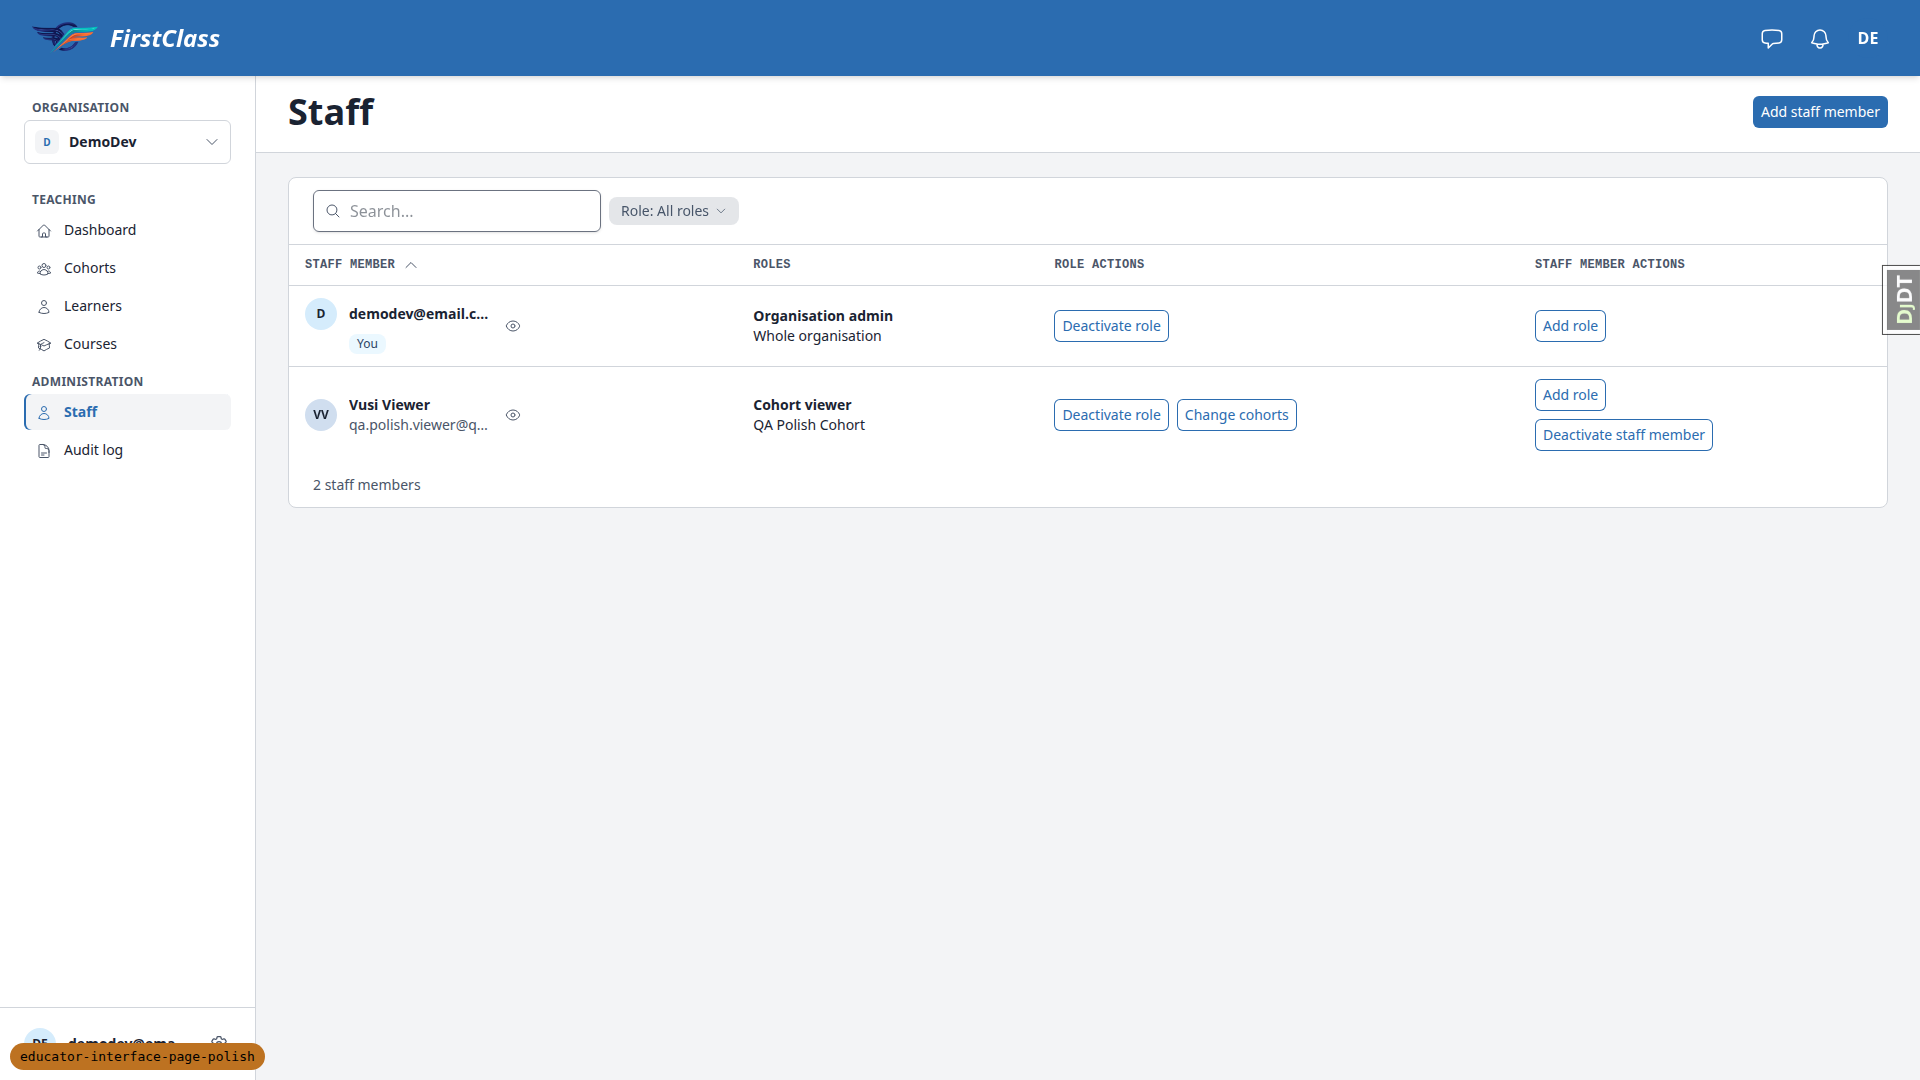 FirstClass
DE
ORGANISATION
D DemoDev
TEACHING
Dashboard
Cohorts
Learners
Courses
ADMINISTRATION
Staff
Audit log
educator-interface-page-polish
Staff
Add staff member
Search...
Role: All roles
STAFF MEMBER ROLES ROLE ACTIONS STAFF MEMBER ACTIONS
D demodev@email.c...
You
Organisation admin
Whole organisation
Deactivate role
Add role
VV Vusi Viewer
qa.polish.viewer@q...
Cohort viewer
QA Polish Cohort
Deactivate role Change cohorts
Add role
Deactivate staff member
2 staff members
DjDT